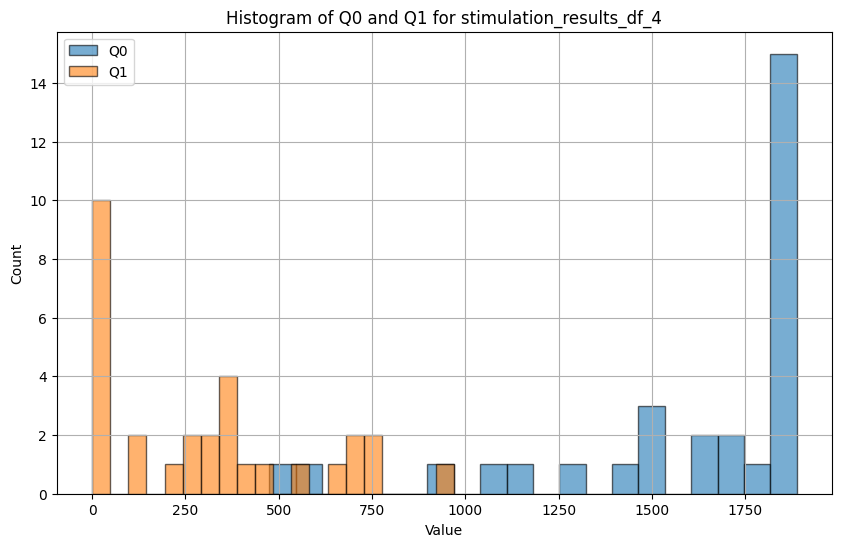 Histogram of Q0 and Q1 for stimulation_results_df_4
Q0
Q1
14
12
10
8
6
4
2
0
Count
0 250 500 750 1000 1250 1500 1750
Value